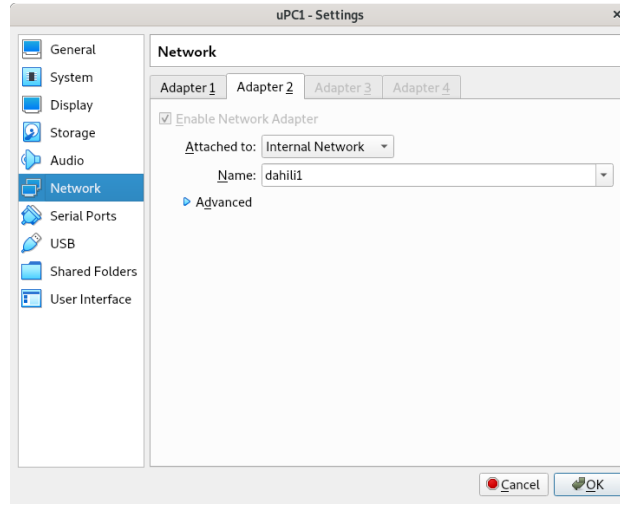 uPC1 - Settings ×
General
System
Display
Storage
Audio
Network
Serial Ports
USB
Shared Folders
User Interface
Network
Adapter 1 Adapter 2 Adapter 3 Adapter 4
Enable Network Adapter
Attached to: Internal Network
Name: dahili1
Advanced
Cancel OK